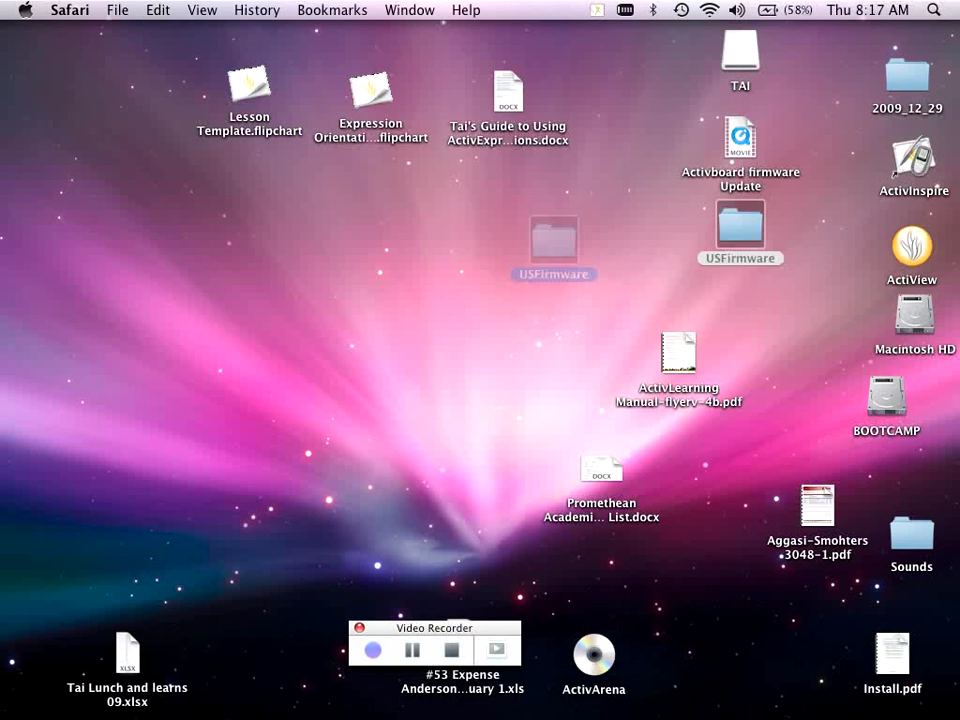 Safari File Edit View History Bookmarks Window Help (58%) Thu 8:17 AM
TAI
2009_12_29
Lesson
Template.flipchart
Expression
Orientati....flipchart
DOCX
Tai's Guide to Using
ActivExpr...ions.docx
MOVIE
Activboard firmware
Update
ActivInspire
USFirmware
USFirmware
ActiView
Macintosh HD
ActivLearning
Manual-flyerv-4b.pdf
BOOTCAMP
DOCX
Promethean
Academi... List.docx
Aggasi-Smohters
3048-1.pdf
Sounds
Video Recorder
#53 Expense
Anderson...uary 1.xls
ActivArena
XLSX
Tai Lunch and learns
09.xlsx
Install.pdf